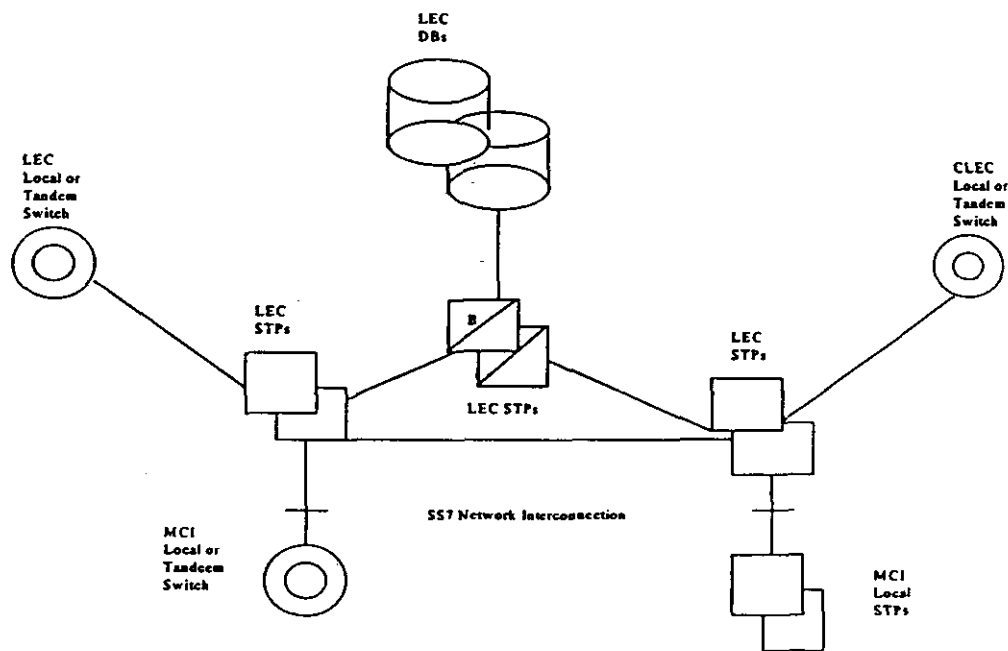 LEC
DBs
LEC
Local or
Tandem
Switch
CLEC
Local or
Tandem
Switch
LEC
STPs
B
LEC STPs
LEC
STPs
SS7 Network Interconnection
MCI
Local or
Tandeem
Switch
MCI
Local
STPs